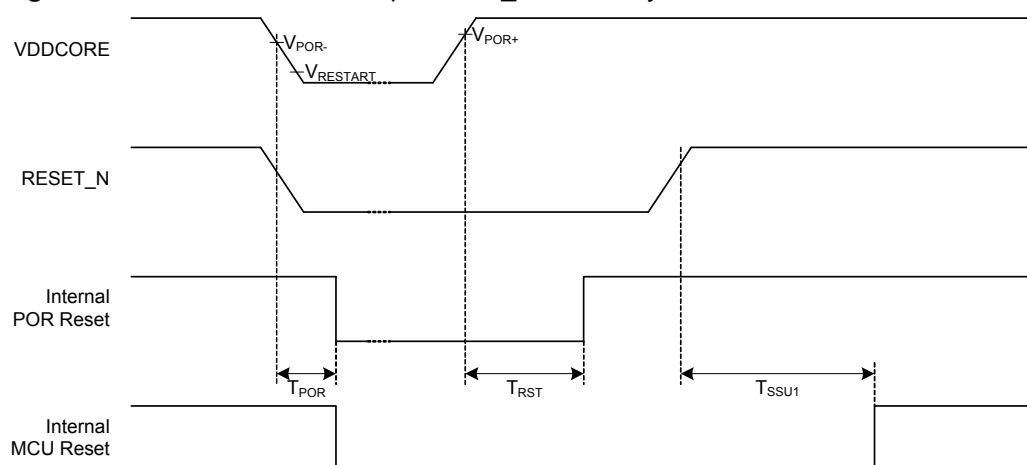 VDDCORE
VPOR-
VPOR+
VRESTART
RESET_N
Internal
POR Reset
TPOR
TRST
TSSU1
Internal
MCU Reset